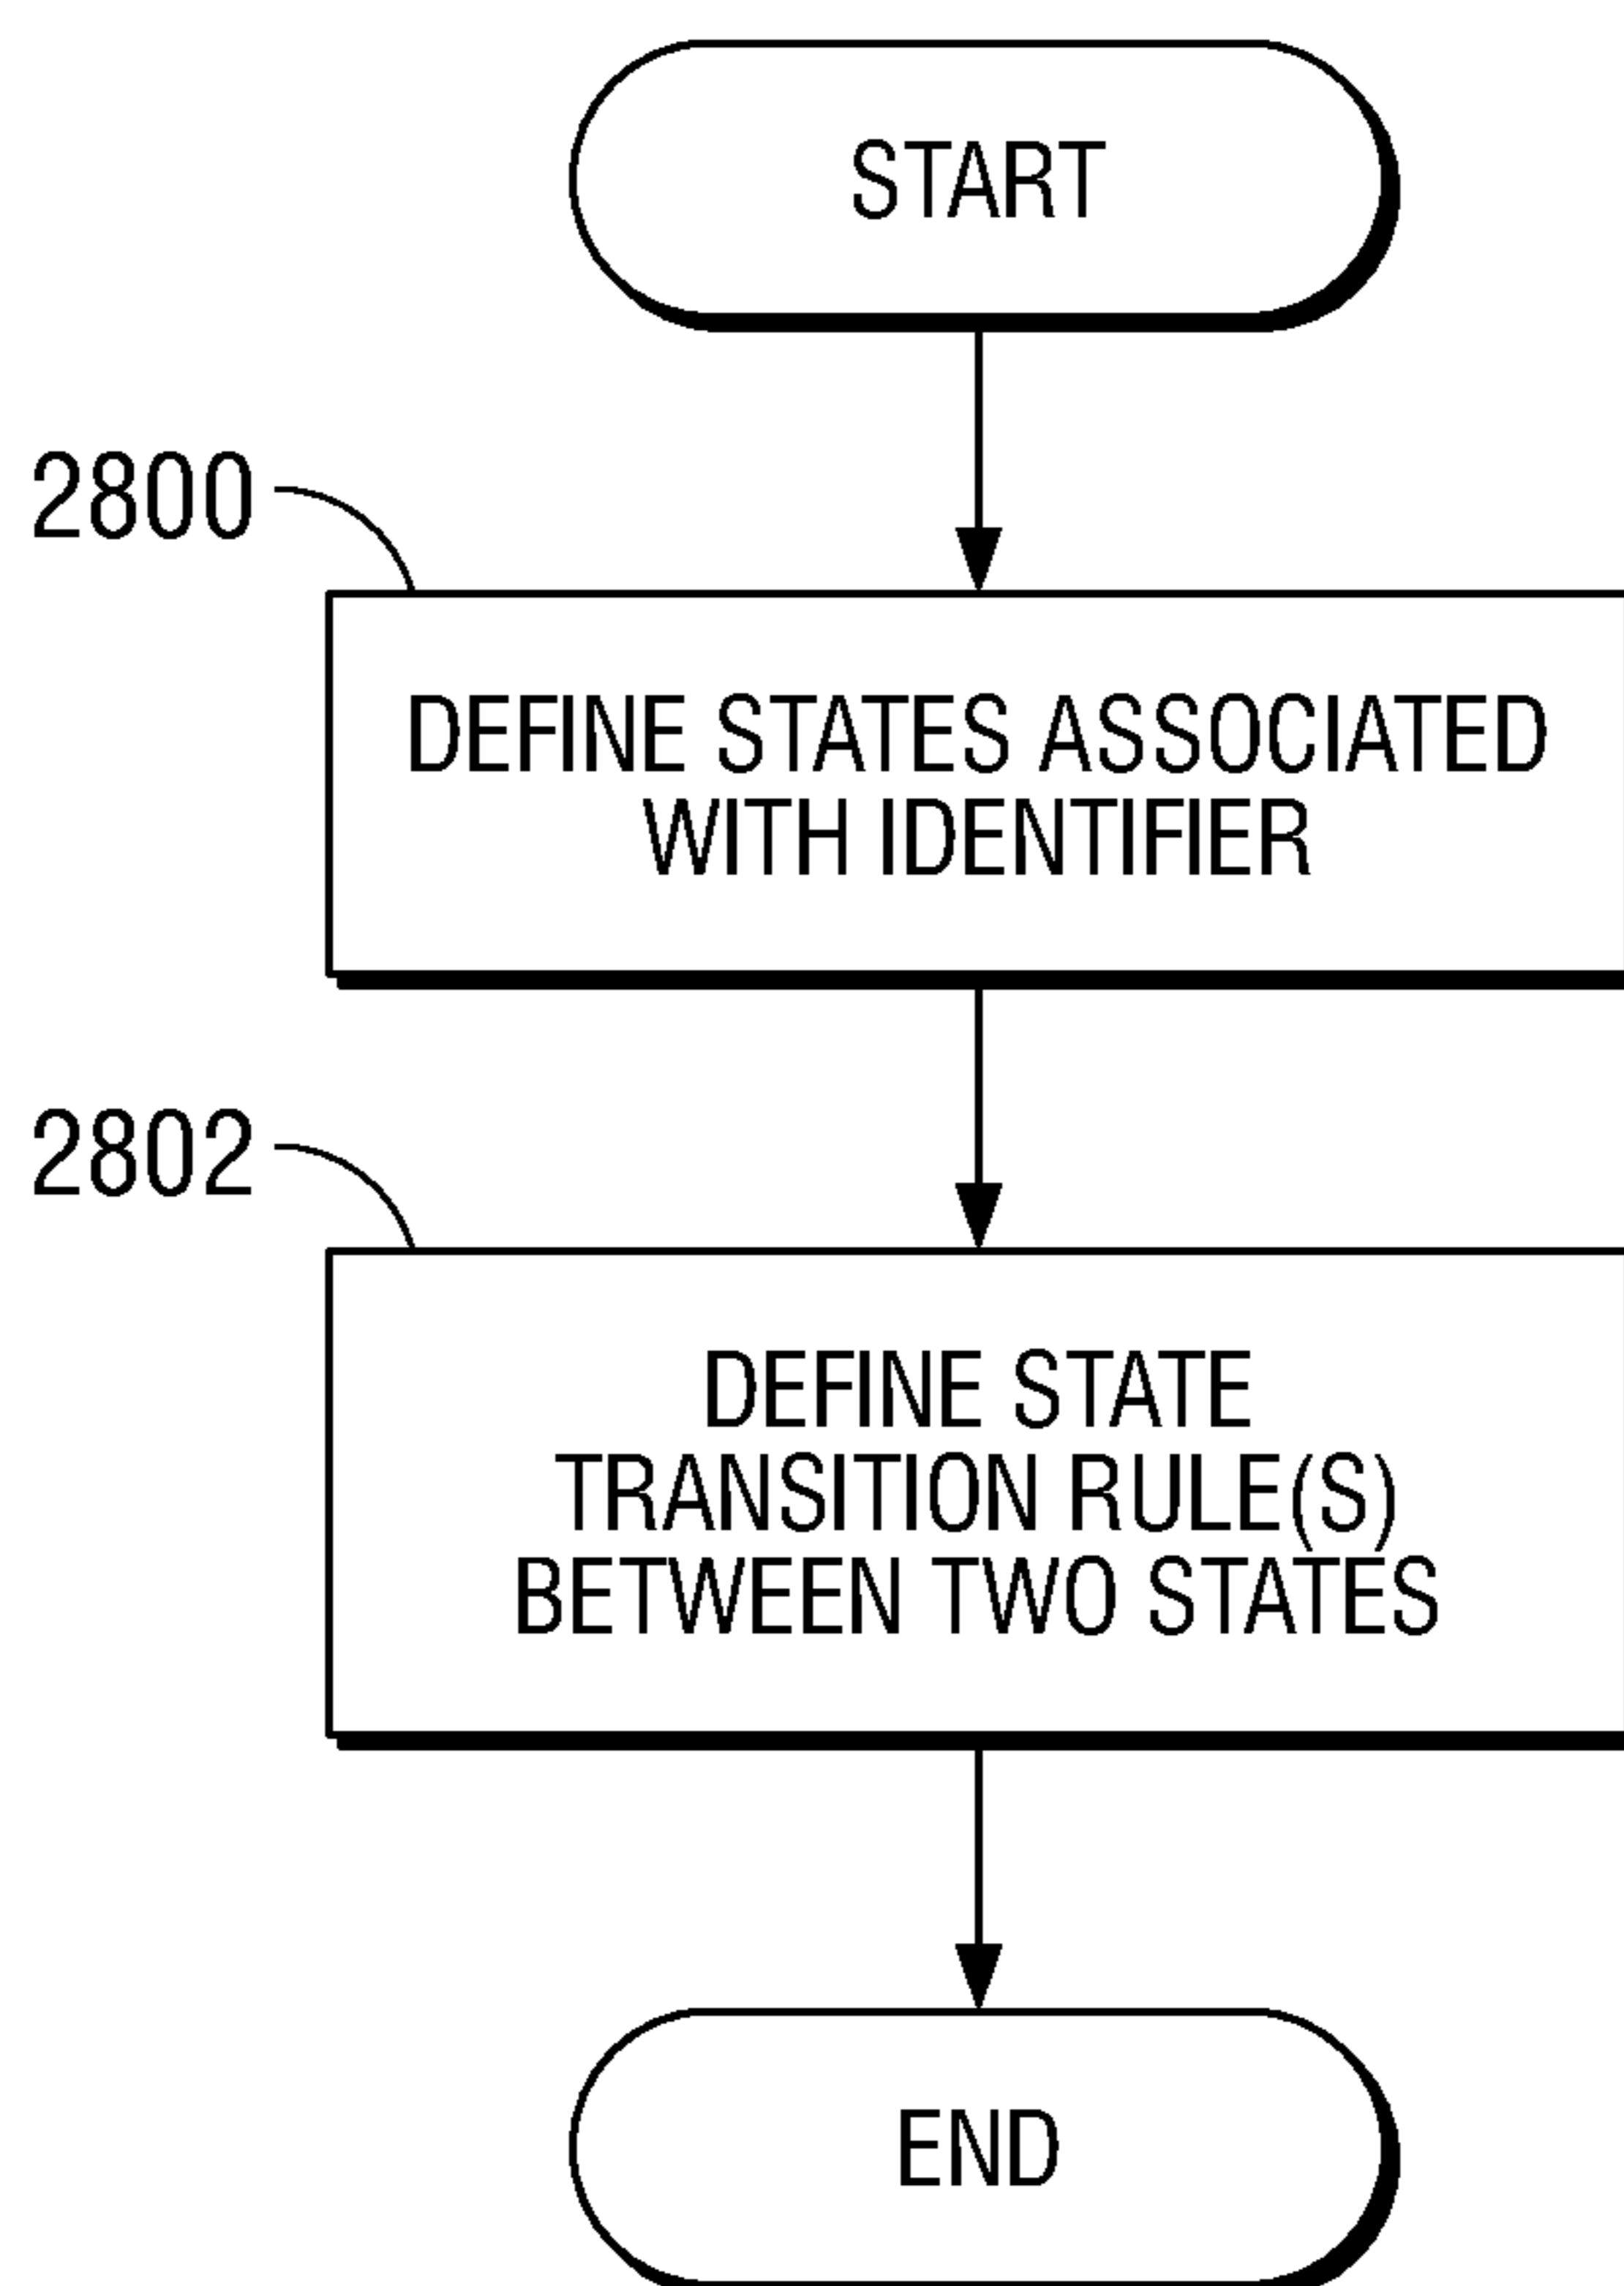 START
2800
DEFINE STATES ASSOCIATED
WITH IDENTIFIER
2802
DEFINE STATE
TRANSITION RULE(S)
BETWEEN TWO STATES
END